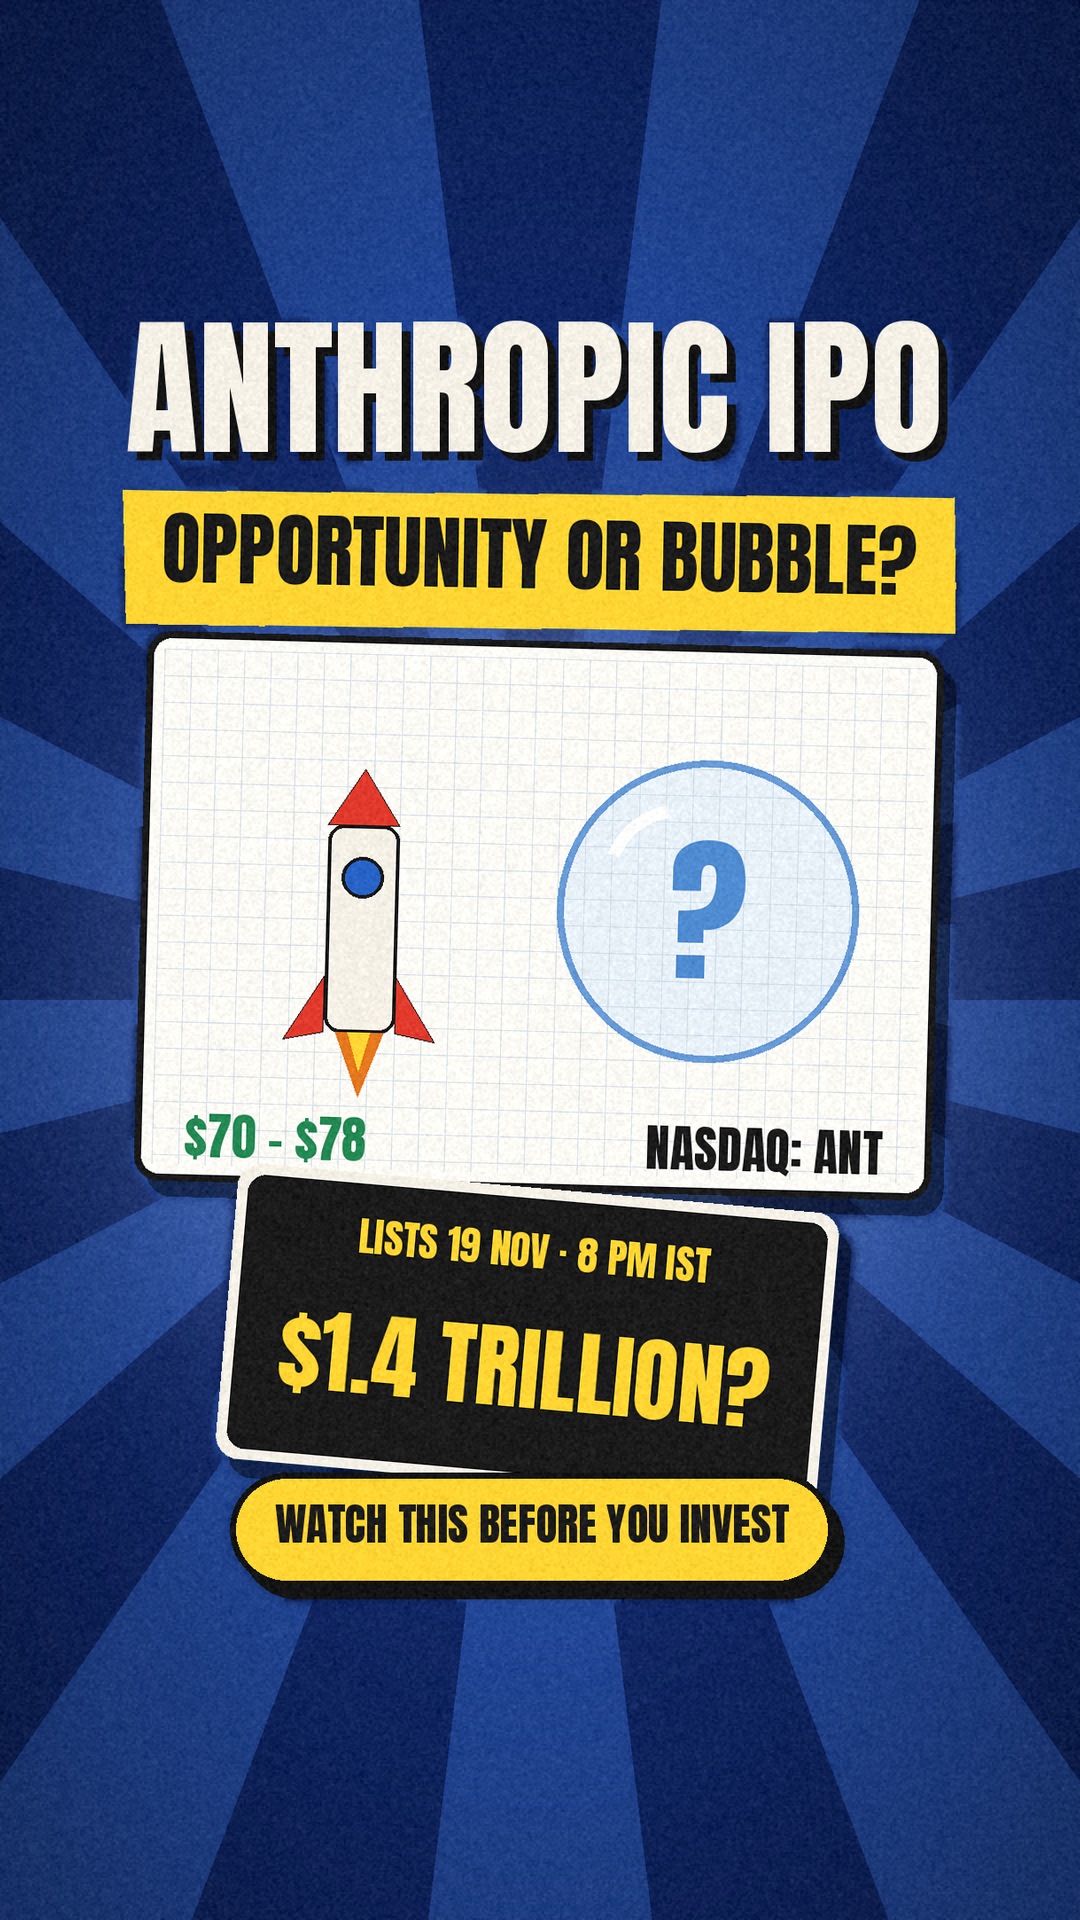 ANTHROPIC IPO
OPPORTUNITY OR BUBBLE?
?
$70 - $78
NASDAQ: ANT
LISTS 19 NOV · 8 PM IST
$1.4 TRILLION?
WATCH THIS BEFORE YOU INVEST